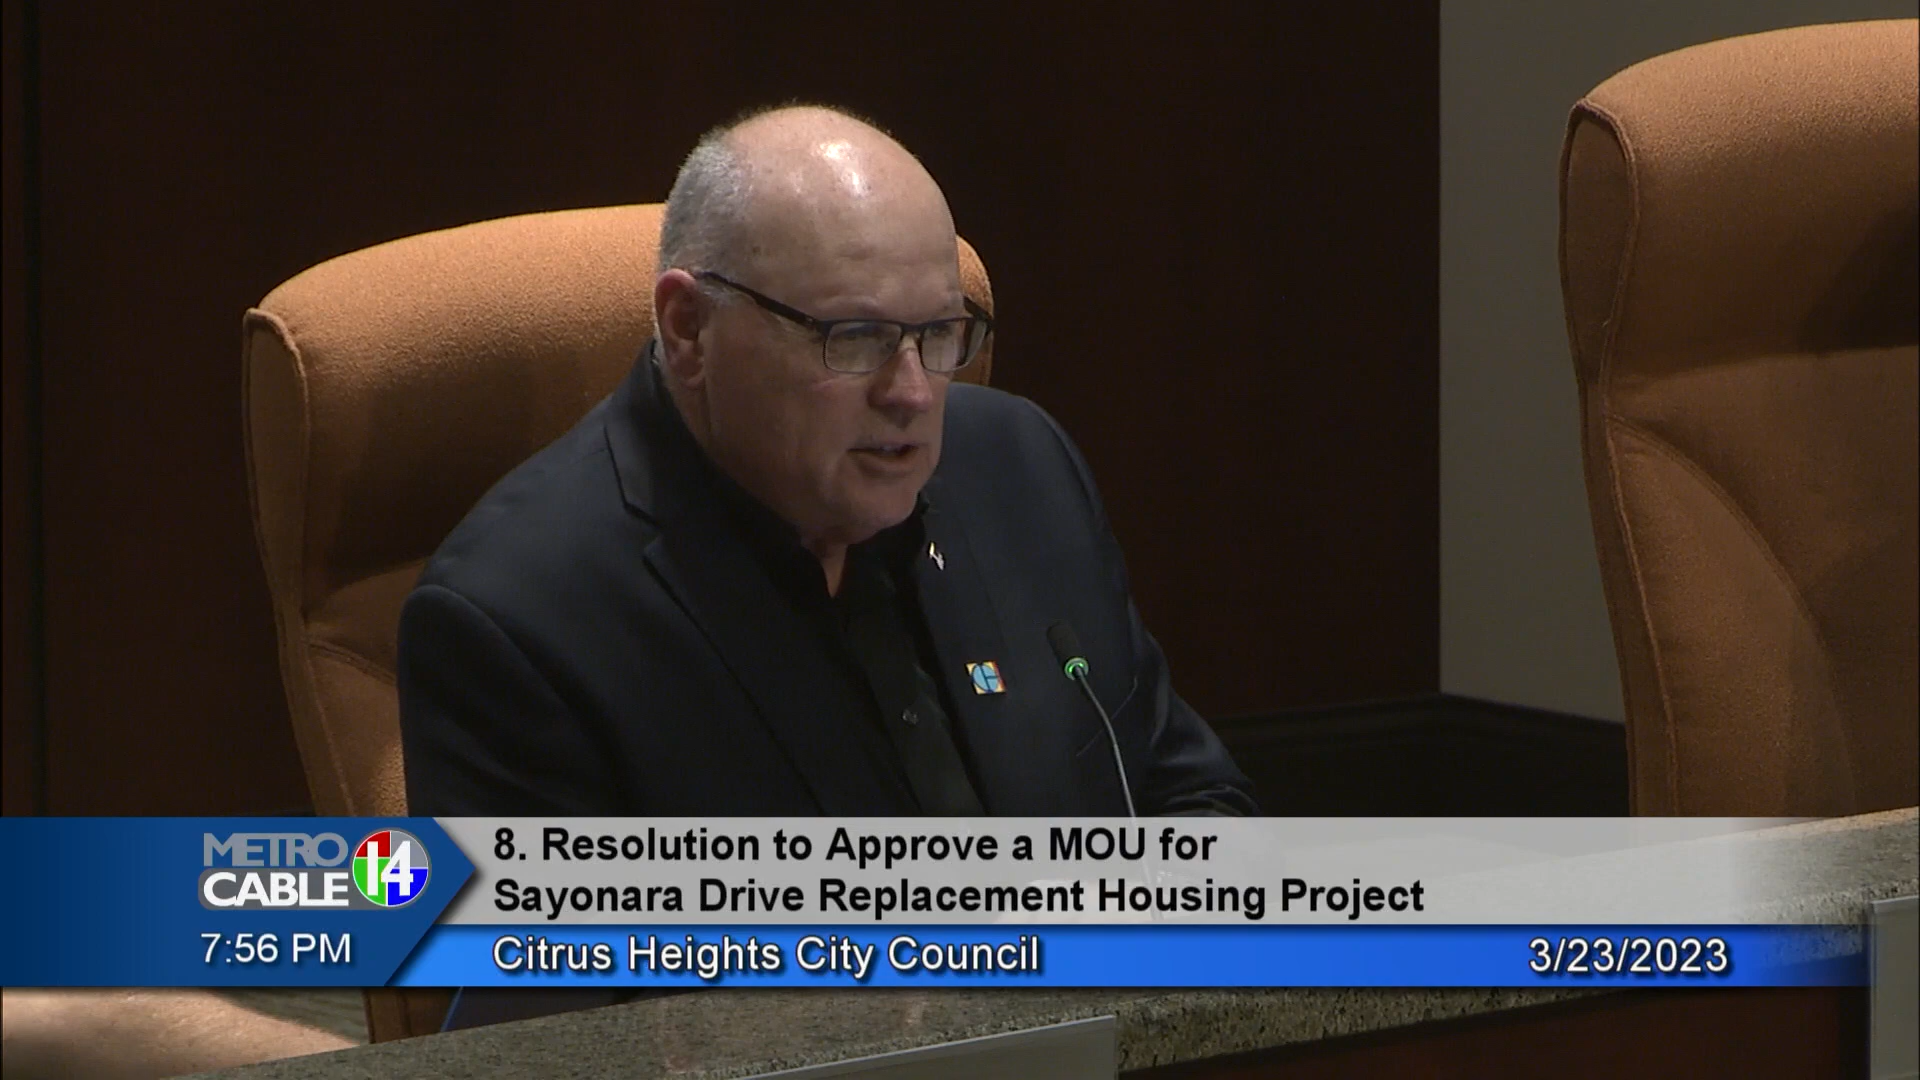 METRO
CABLE 14
7:56 PM
8. Resolution to Approve a MOU for
Sayonara Drive Replacement Housing Project
Citrus Heights City Council
3/23/2023